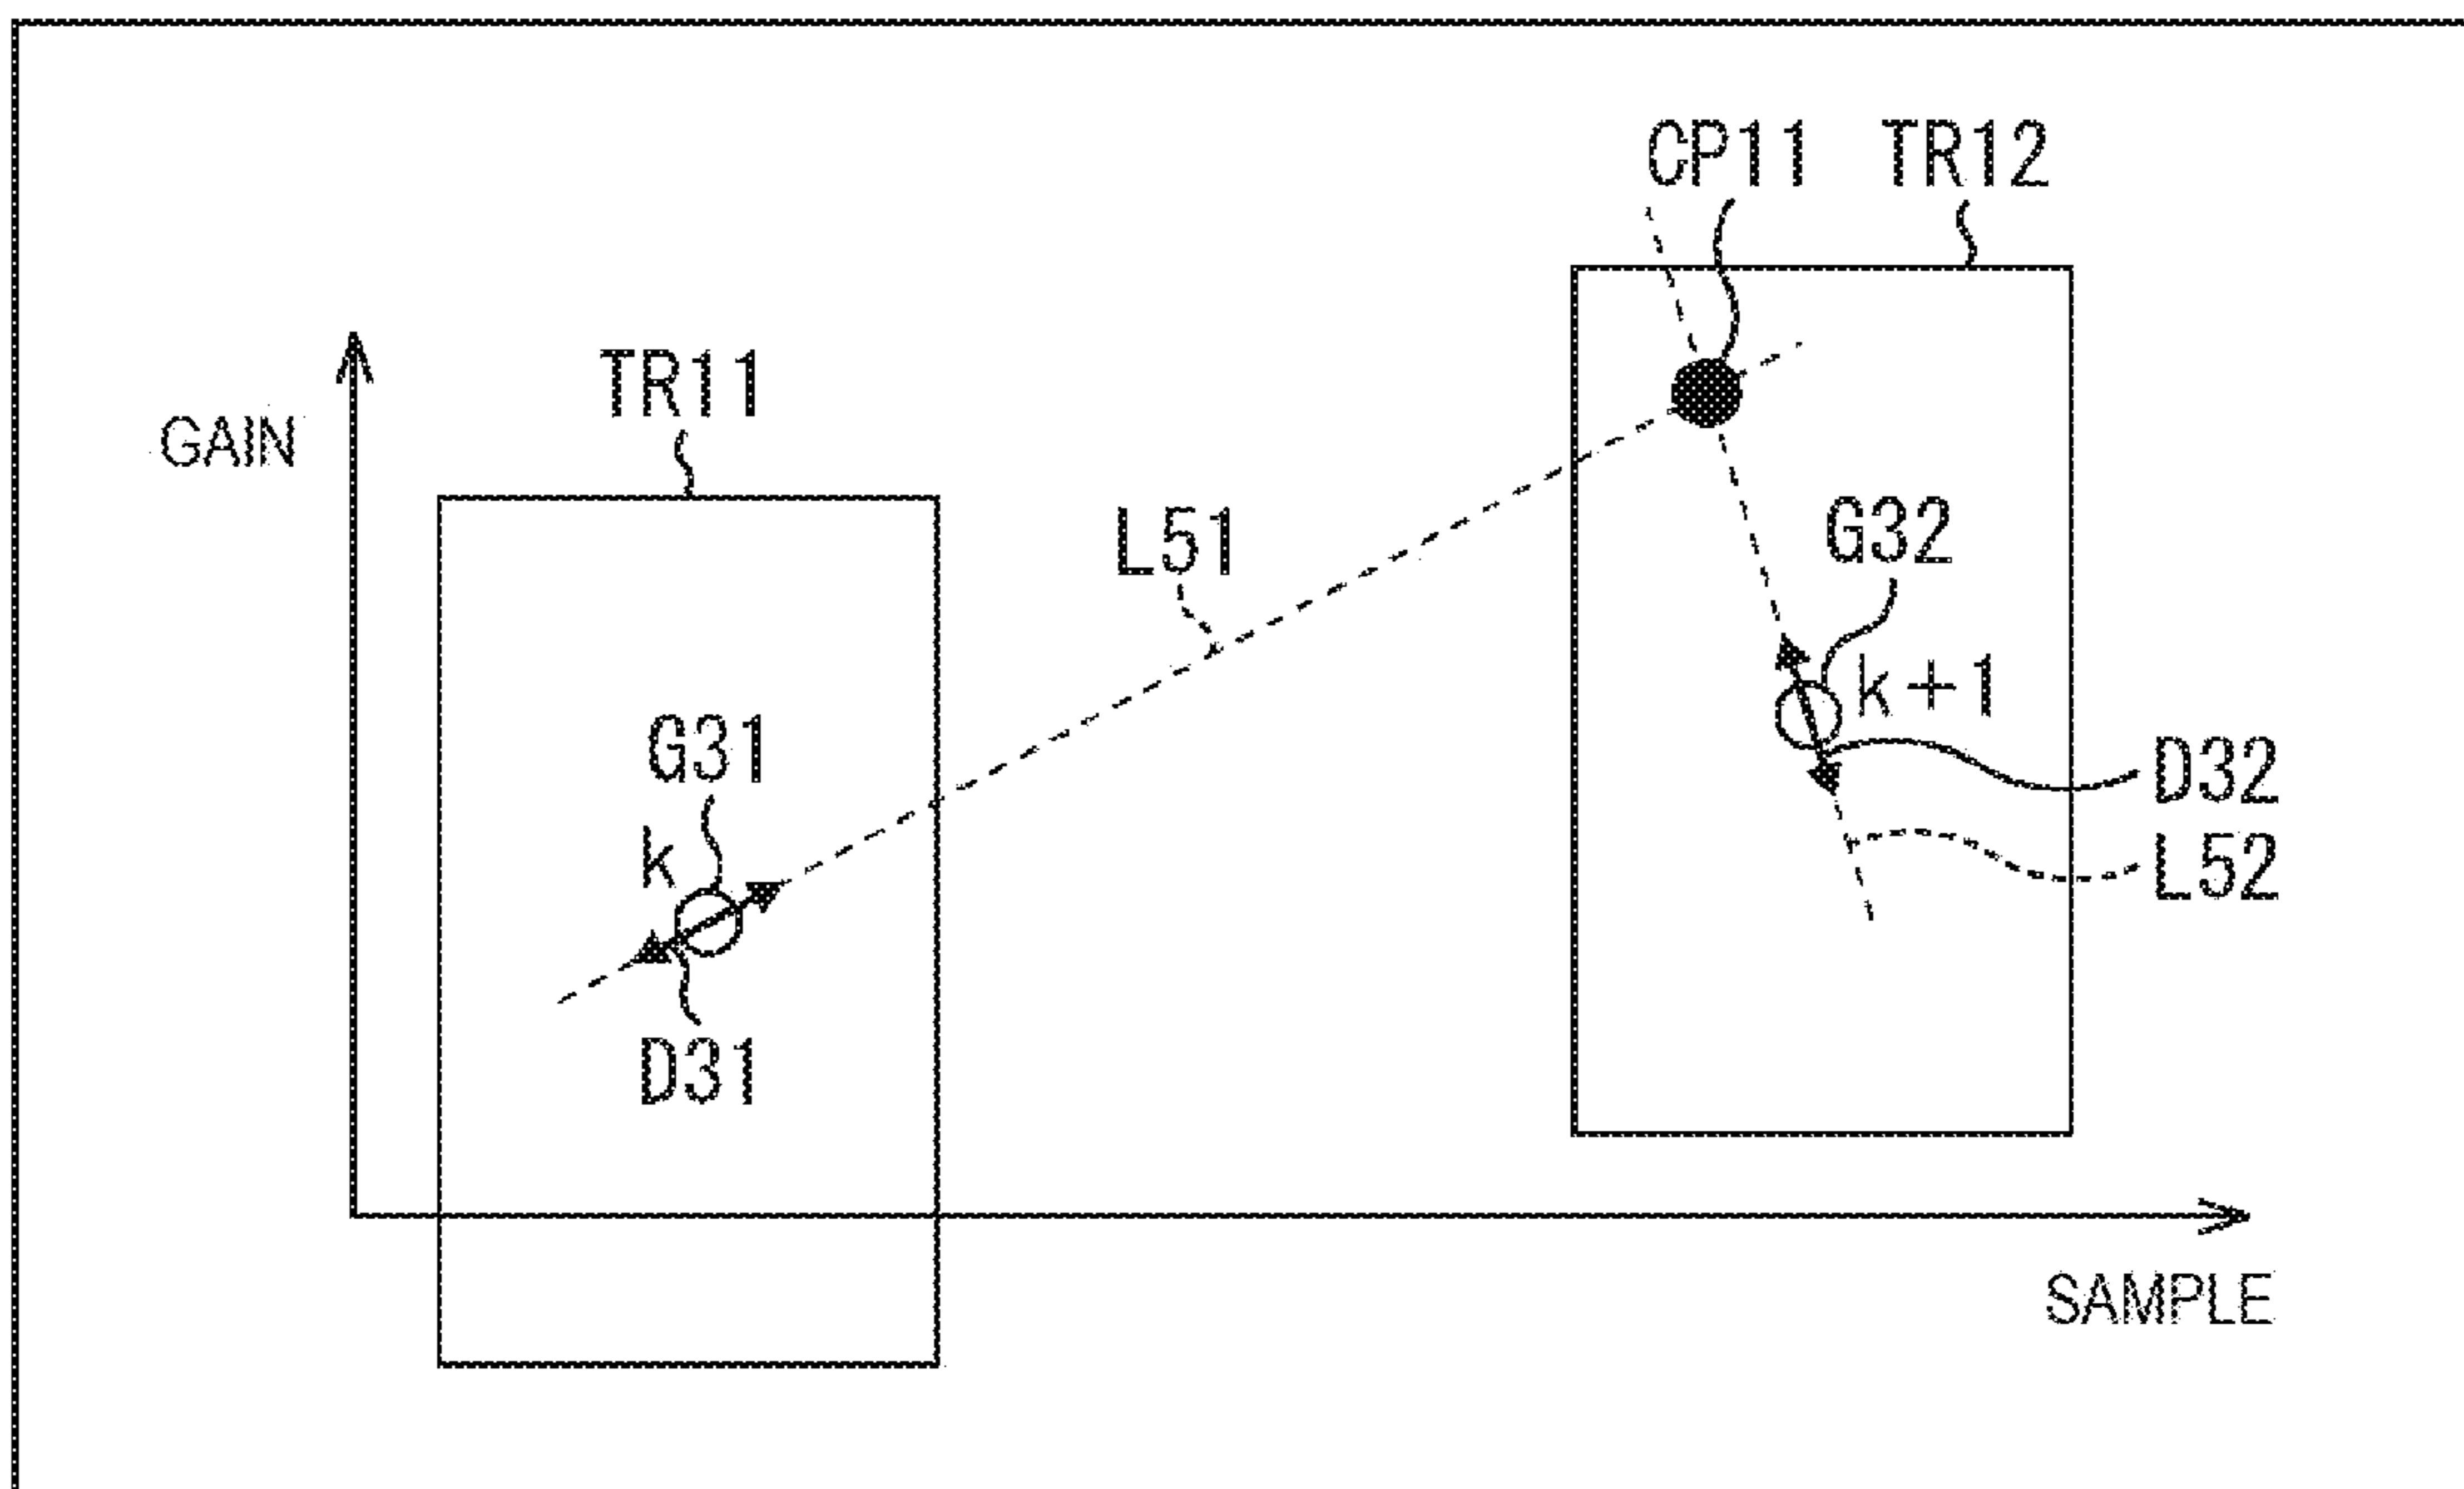 CP11 TR12
TR11
GAIN
L51
G32
G31
k+1
D32
k
L52
D31
SAMPLE